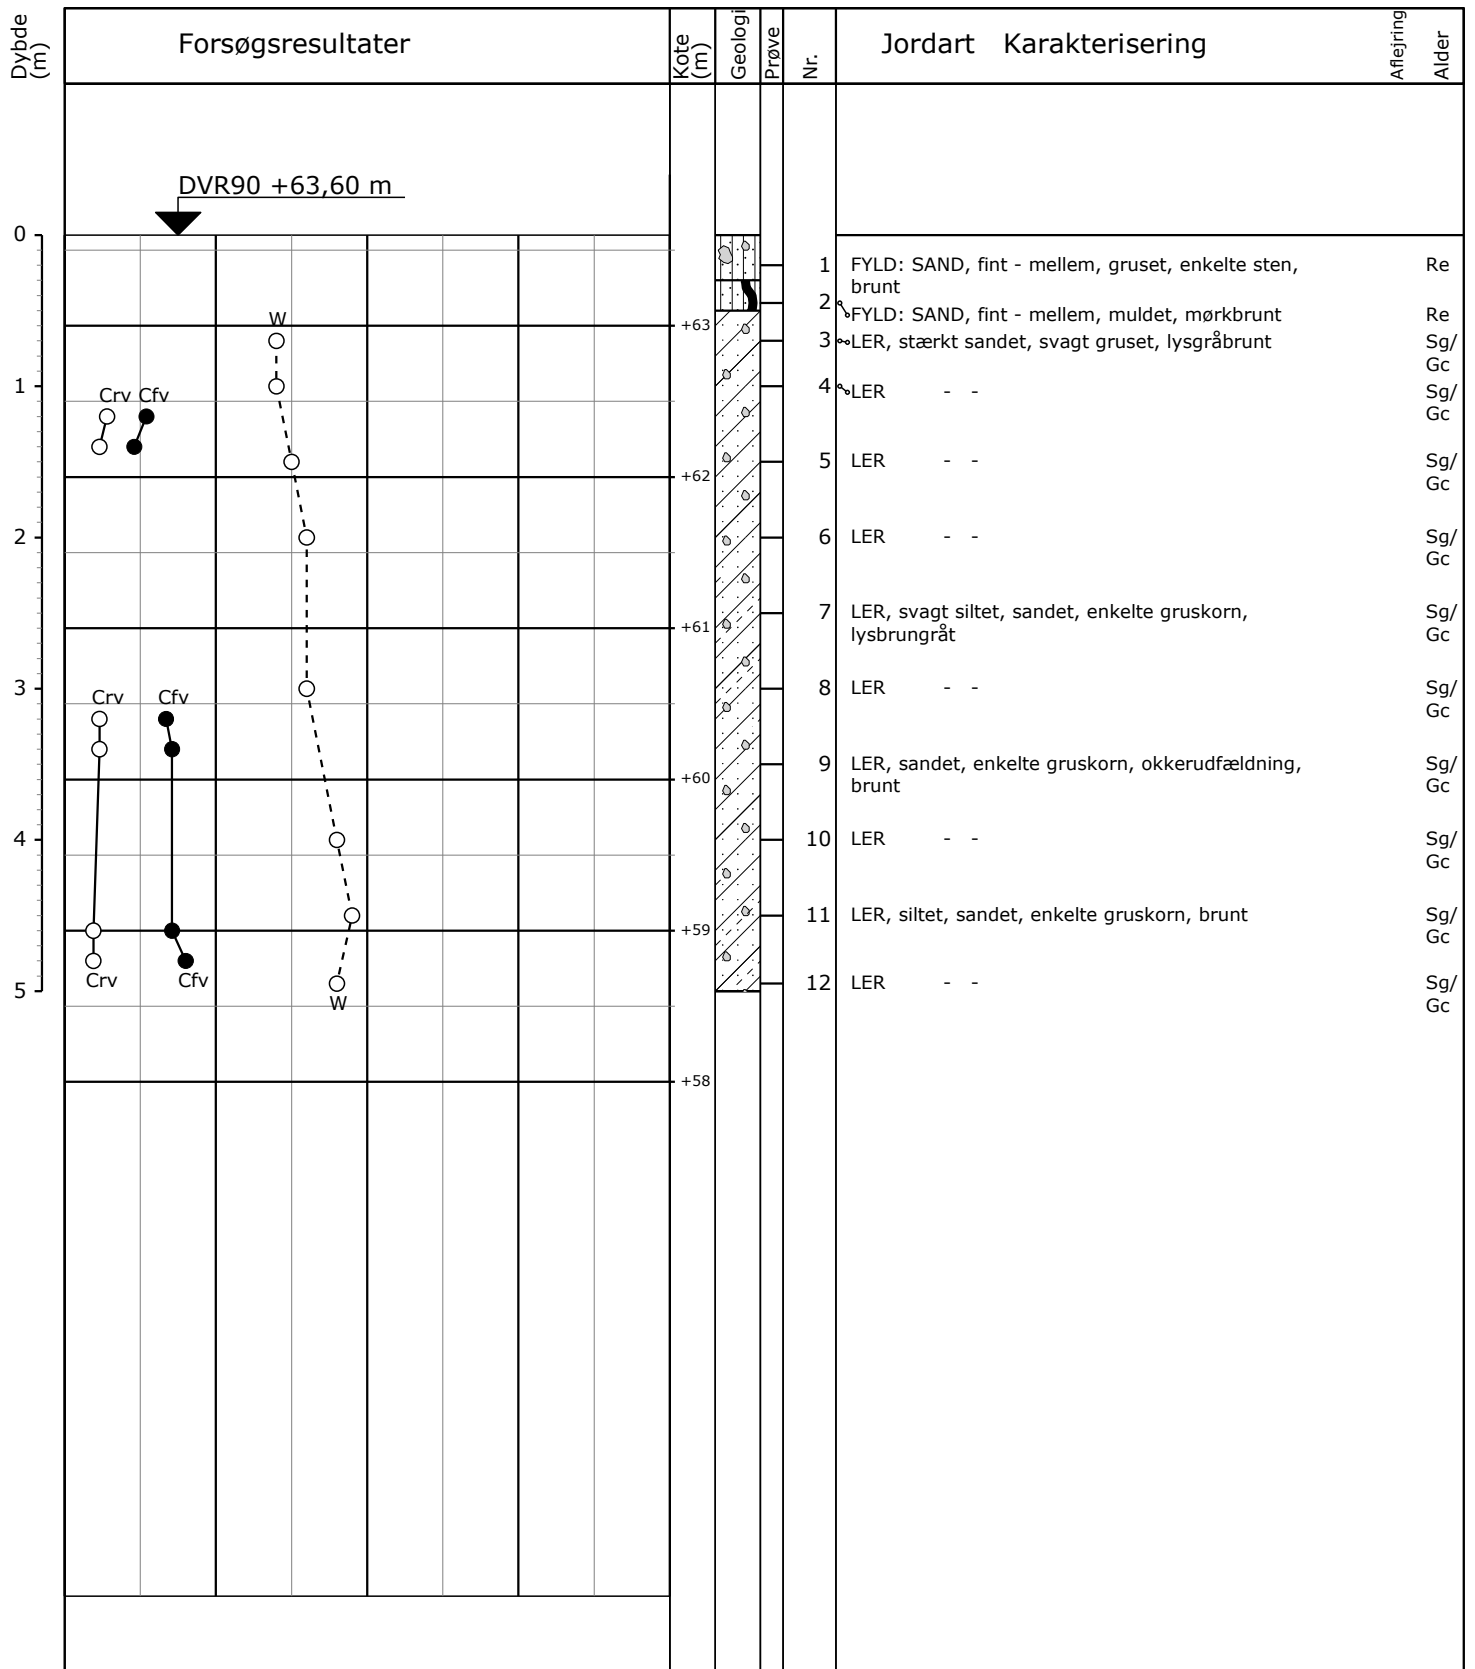 Dybde
(m)
Forsøgsresultater
Kote
(m)
Geologi
Prøve
Nr.
Jordart Karakterisering
Aflejring
Alder
DVR90 +63,60 m
0
1 FYLD: SAND, fint - mellem, gruset, enkelte sten, Re
brunt
2
FYLD: SAND, fint - mellem, muldet, mørkbrunt Re
W
+63
3 LER, stærkt sandet, svagt gruset, lysgråbrunt Sg/
Gc
1
4 LER - - Sg/
Gc
Crv Cfv
5 LER - - Sg/
+62
Gc
2
6 LER - - Sg/
Gc
7 LER, svagt siltet, sandet, enkelte gruskorn, Sg/
+61
lysbrungråt Gc
3
8 LER - - Sg/
Crv Cfv
Gc
9 LER, sandet, enkelte gruskorn, okkerudfældning, Sg/
+60
brunt Gc
4
10 LER - - Sg/
Gc
11 LER, siltet, sandet, enkelte gruskorn, brunt Sg/
+59
Gc
Crv Cfv
5
12 LER - - Sg/
W
Gc
+58